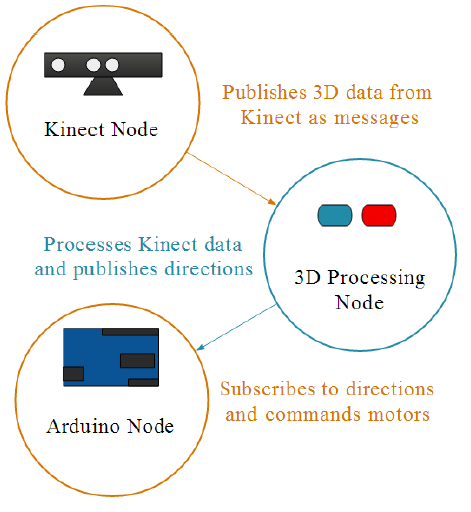 Kinect Node
Publishes 3D data from
Kinect as messages
Processes Kinect data
and publishes directions
3D Processing
Node
Arduino Node
Subscribes to directions
and commands motors